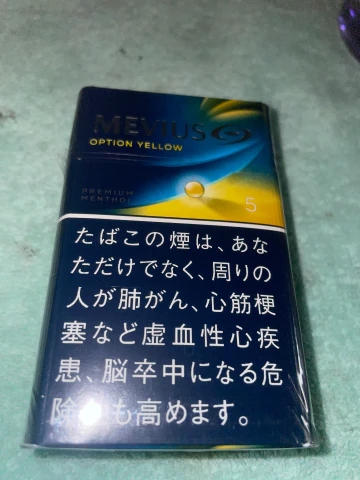 MEVIUS
OPTION YELLOW
PREMIUM
MENTHOL
5
たばこの煙は、あな
ただけでなく、周りの
人が肺がん、心筋梗
塞など虚血性心疾
患、脳卒中になる危
険 も高めます。